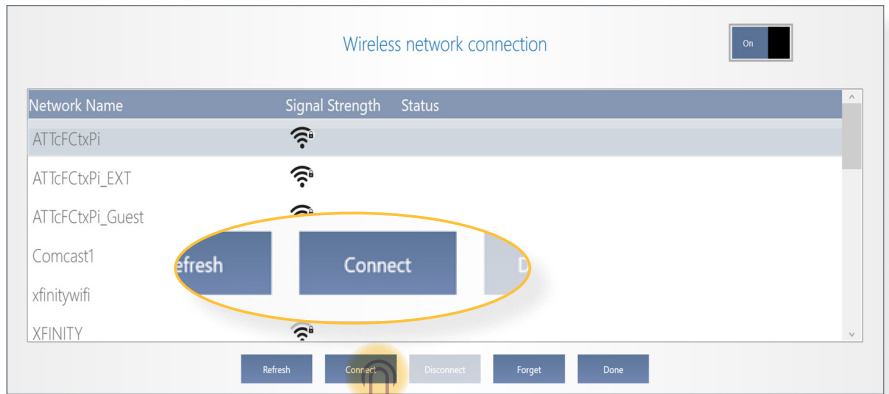 Wireless network connection
On
Network Name Signal Strength Status
ATTcFCtxPi
ATTcFCtxPi_EXT
ATTcFCtxPi_Guest
Comcast1
xfinitywifi
XFINITY
efresh Connect D
Refresh Connect Disconnect Forget Done